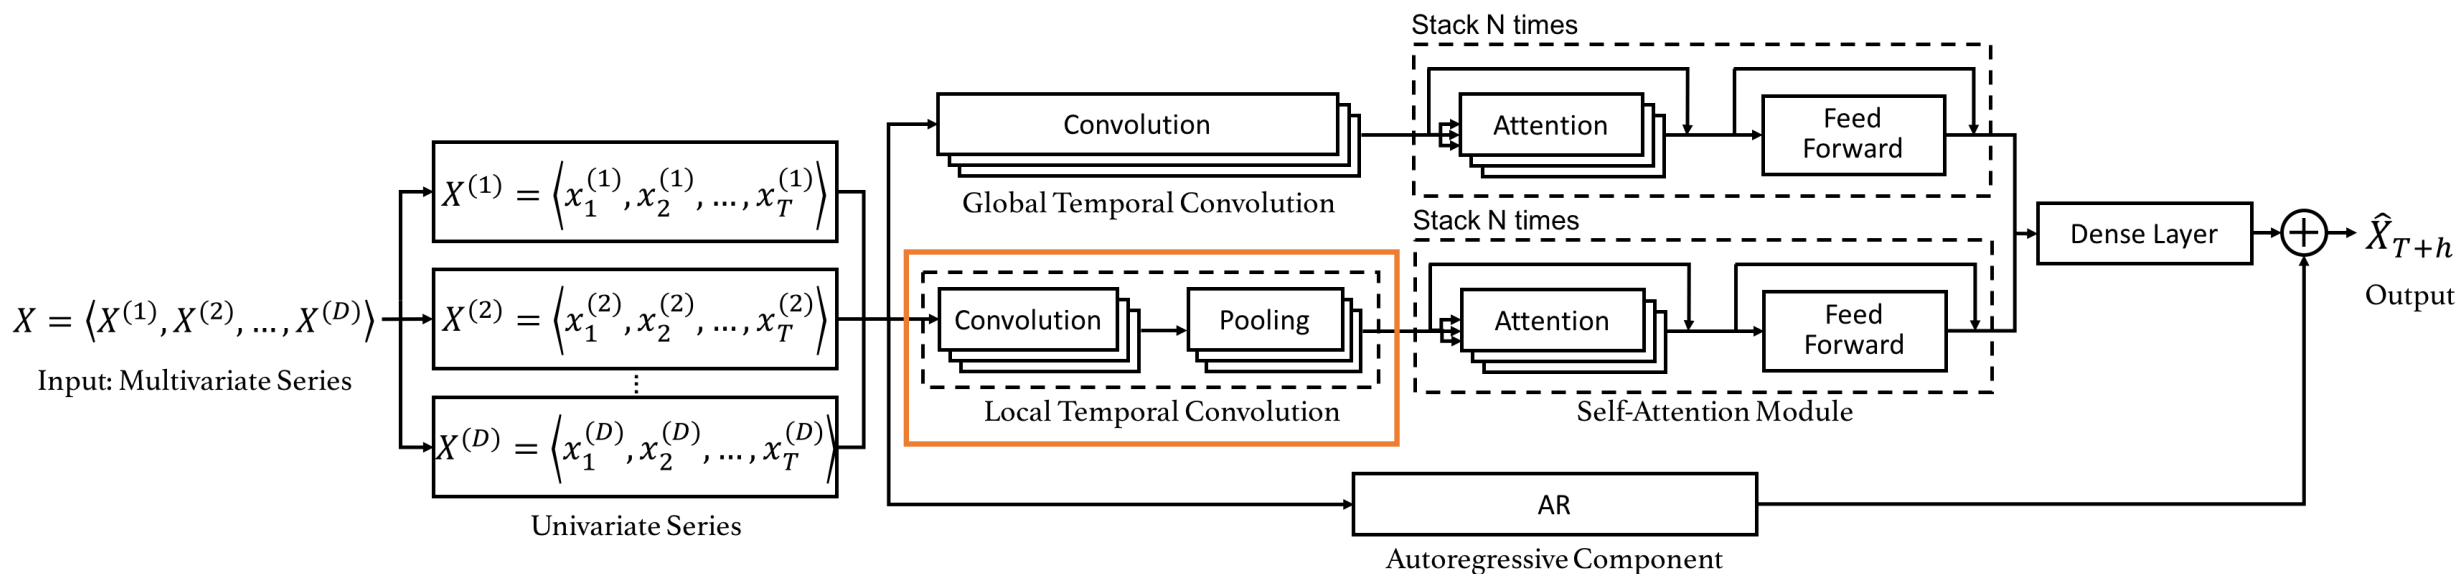 Stack N times
Convolution
Attention
Feed
Forward
Global Temporal Convolution
X^{(1)} = ⟨x_1^{(1)}, x_2^{(1)}, ..., x_T^{(1)}⟩
Stack N times
Dense Layer
X̂_{T+h}
Output
X = ⟨X^{(1)}, X^{(2)}, ..., X^{(D)}⟩
Input: Multivariate Series
X^{(2)} = ⟨x_1^{(2)}, x_2^{(2)}, ..., x_T^{(2)}⟩
⋮
Convolution
Pooling
Attention
Feed
Forward
Local Temporal Convolution
Self-Attention Module
X^{(D)} = ⟨x_1^{(D)}, x_2^{(D)}, ..., x_T^{(D)}⟩
Univariate Series
AR
Autoregressive Component